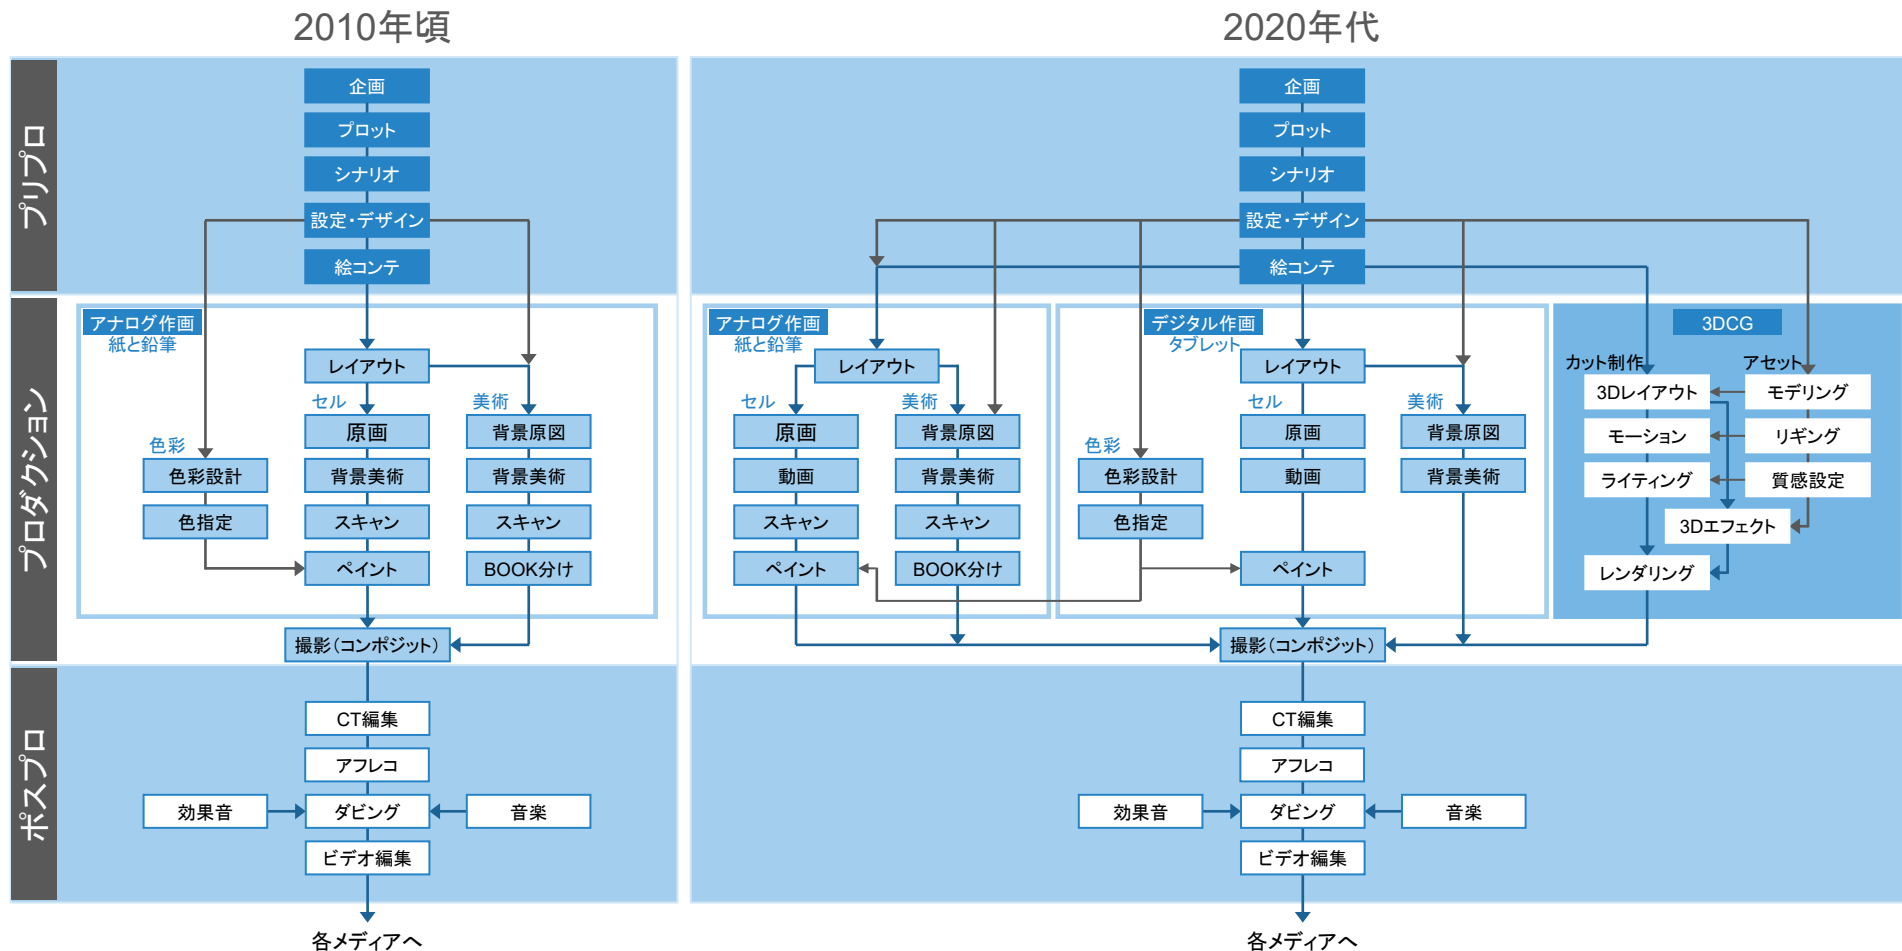 2010年頃
2020年代
プリプロ
企画
プロット
シナリオ
設定・デザイン
絵コンテ
企画
プロット
シナリオ
設定・デザイン
絵コンテ
プロダクション
アナログ作画
紙と鉛筆
レイアウト
セル
美術
原画
背景原図
色彩
色彩設計
背景美術
背景美術
色指定
スキャン
スキャン
ペイント
BOOK分け
撮影(コンポジット)
アナログ作画
紙と鉛筆
レイアウト
セル
美術
原画
背景原図
動画
背景美術
スキャン
スキャン
ペイント
BOOK分け
デジタル作画
タブレット
レイアウト
セル
美術
原画
背景原図
色彩
色彩設計
動画
背景美術
色指定
ペイント
3DCG
カット制作
アセット
3Dレイアウト
モデリング
モーション
リギング
ライティング
質感設定
3Dエフェクト
レンダリング
撮影(コンポジット)
ポスプロ
CT編集
アフレコ
効果音
ダビング
音楽
ビデオ編集
各メディアへ
CT編集
アフレコ
効果音
ダビング
音楽
ビデオ編集
各メディアへ